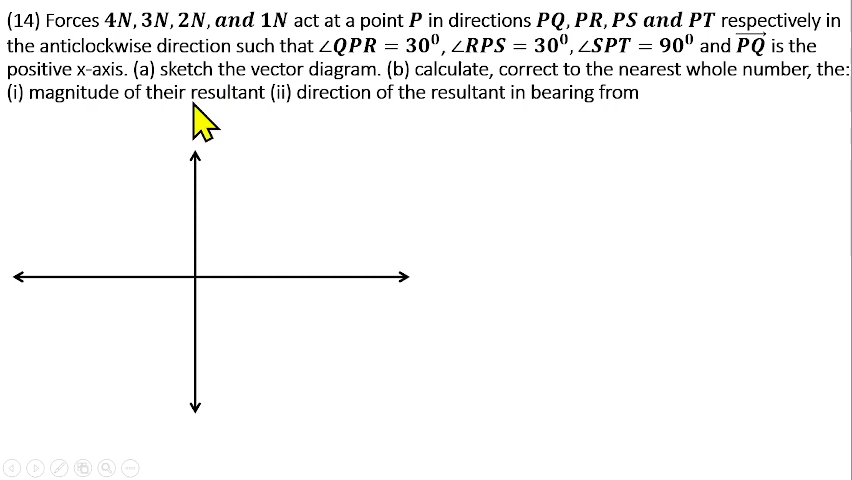 (14) Forces 4N, 3N, 2N, and 1N act at a point P in directions PQ, PR, PS and PT respectively in
the anticlockwise direction such that ∠QPR = 30⁰, ∠RPS = 30⁰, ∠SPT = 90⁰ and \overrightarrow{PQ} is the
positive x-axis. (a) sketch the vector diagram. (b) calculate, correct to the nearest whole number, the:
(i) magnitude of their resultant (ii) direction of the resultant in bearing from